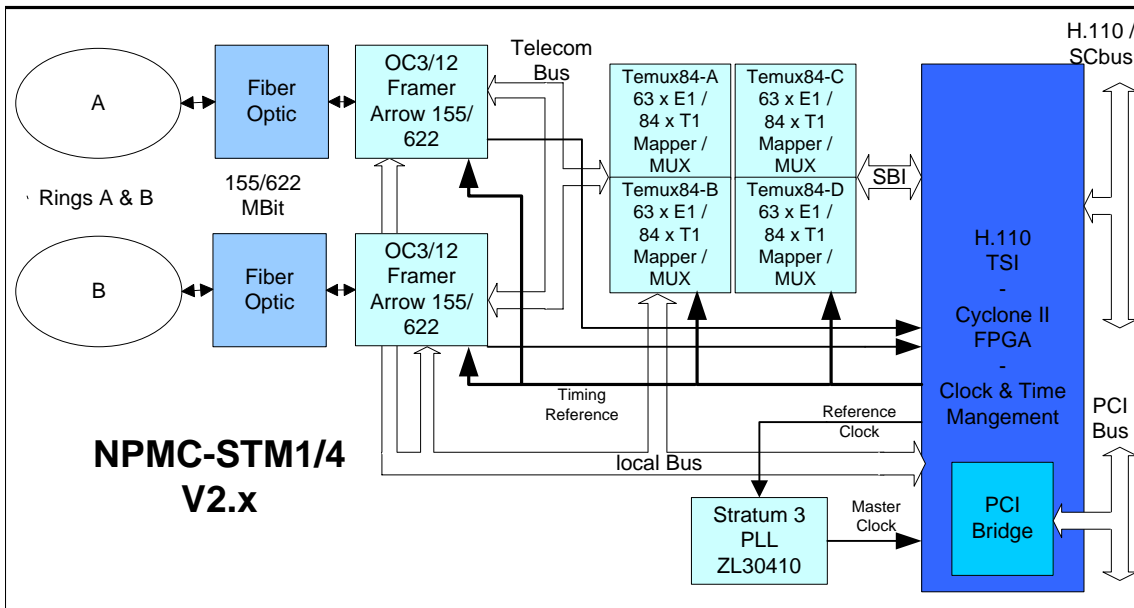 A
Fiber
Optic
OC3/12
Framer
Arrow 155/
622
Telecom
Bus
Temux84-A
63 x E1 /
84 x T1
Mapper /
MUX
Temux84-C
63 x E1 /
84 x T1
Mapper /
MUX
H.110 /
SCbus
Rings A & B
155/622
MBit
SBI
Temux84-B
63 x E1 /
84 x T1
Mapper /
MUX
Temux84-D
63 x E1 /
84 x T1
Mapper /
MUX
B
Fiber
Optic
OC3/12
Framer
Arrow 155/
622
H.110
TSI
-
Cyclone II
FPGA
-
Clock & Time
Mangement
Timing
Reference
Reference
Clock
PCI
Bus
NPMC-STM1/4
V2.x
local Bus
Stratum 3
PLL
ZL30410
Master
Clock
PCI
Bridge